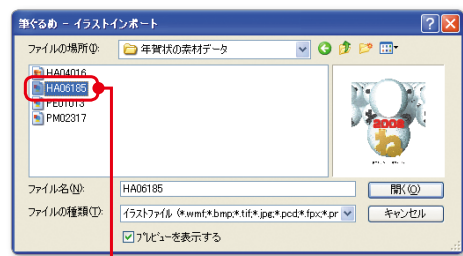 筆ぐるめ - イラストインポート
ファイルの場所(I):
年賀状の素材データ
HA04016
HA06185
PE01013
PM02317
2008
ファイル名(N):
HA06185
開く(O)
ファイルの種類(T):
イラストファイル (*.wmf;*.bmp;*.tif;*.jpg;*.pcd;*.fpx;*.pr
キャンセル
プレビューを表示する